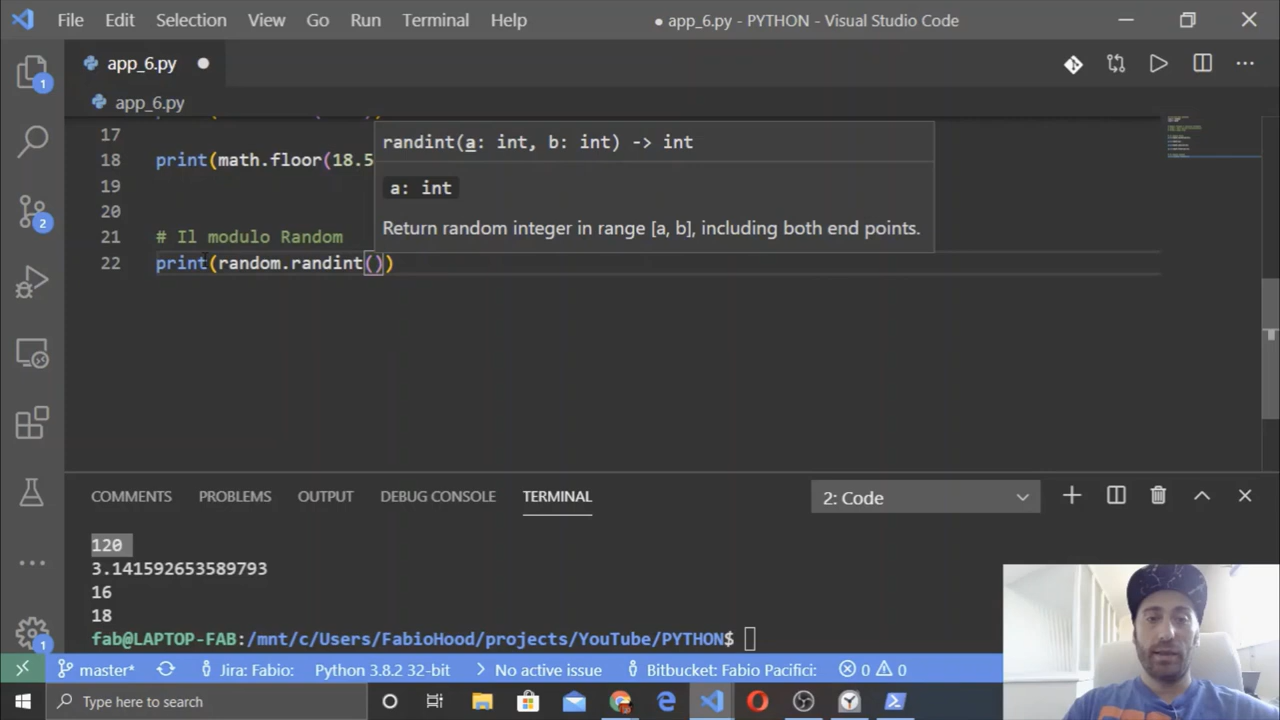 File Edit Selection View Go Run Terminal Help ● app_6.py - PYTHON - Visual Studio Code
app_6.py ●
app_6.py
17
18 print(math.floor(18.5
19
20
21 # Il modulo Random
22 print(random.randint())
randint(a: int, b: int) -> int
a: int
Return random integer in range [a, b], including both end points.
1
2
1
COMMENTS PROBLEMS OUTPUT DEBUG CONSOLE TERMINAL 2: Code
120
3.141592653589793
16
18
fab@LAPTOP-FAB:/mnt/c/Users/FabioHood/projects/YouTube/PYTHON$
master* Jira: Fabio: Python 3.8.2 32-bit No active issue Bitbucket: Fabio Pacifici: 0 0
Type here to search